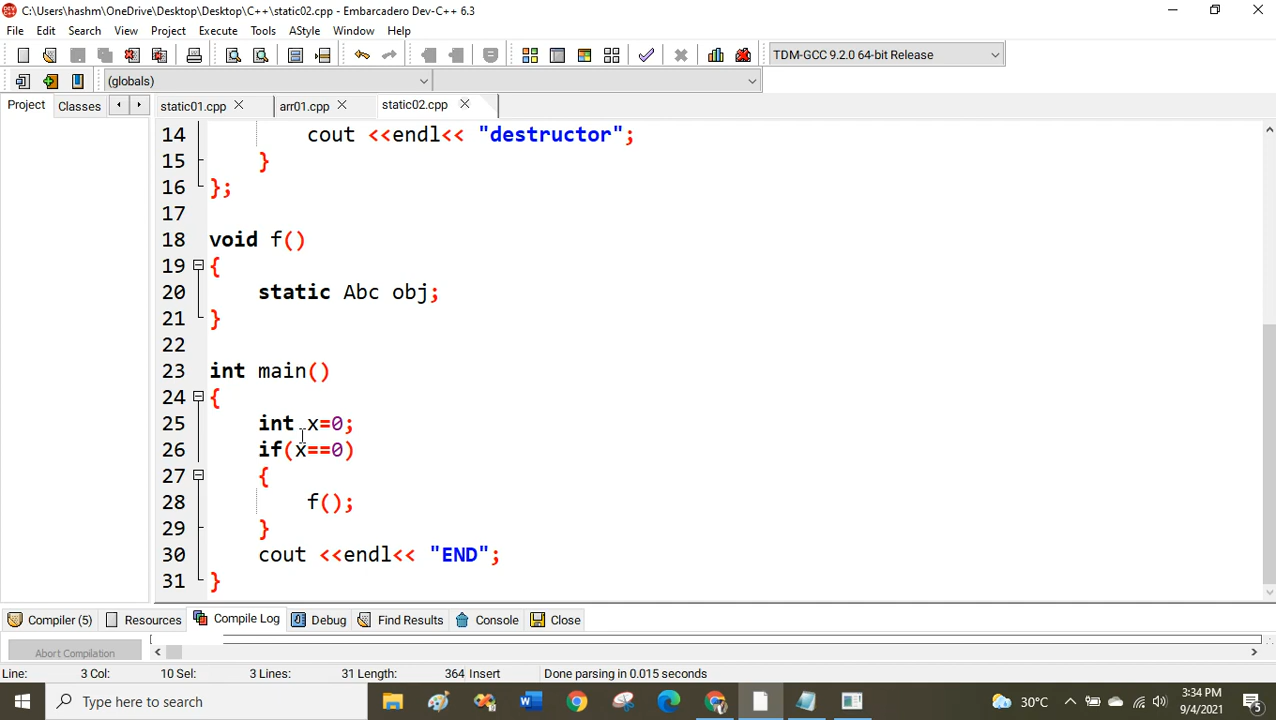 C:\Users\hashm\OneDrive\Desktop\Desktop\C++\static02.cpp - Embarcadero Dev-C++ 6.3
File Edit Search View Project Execute Tools AStyle Window Help
TDM-GCC 9.2.0 64-bit Release
(globals)
Project Classes static01.cpp arr01.cpp static02.cpp
14 cout <<endl<< "destructor";
15 }
16 };
17
18 void f()
19 {
20 static Abc obj;
21 }
22
23 int main()
24 {
25 int x=0;
26 if(x==0)
27 {
28 f();
29 }
30 cout <<endl<< "END";
31 }
Compiler (5) Resources Compile Log Debug Find Results Console Close
Abort Compilation
Line: 3 Col: 10 Sel: 3 Lines: 31 Length: 364 Insert Done parsing in 0.015 seconds
Type here to search 30°C 3:34 PM
9/4/2021 5